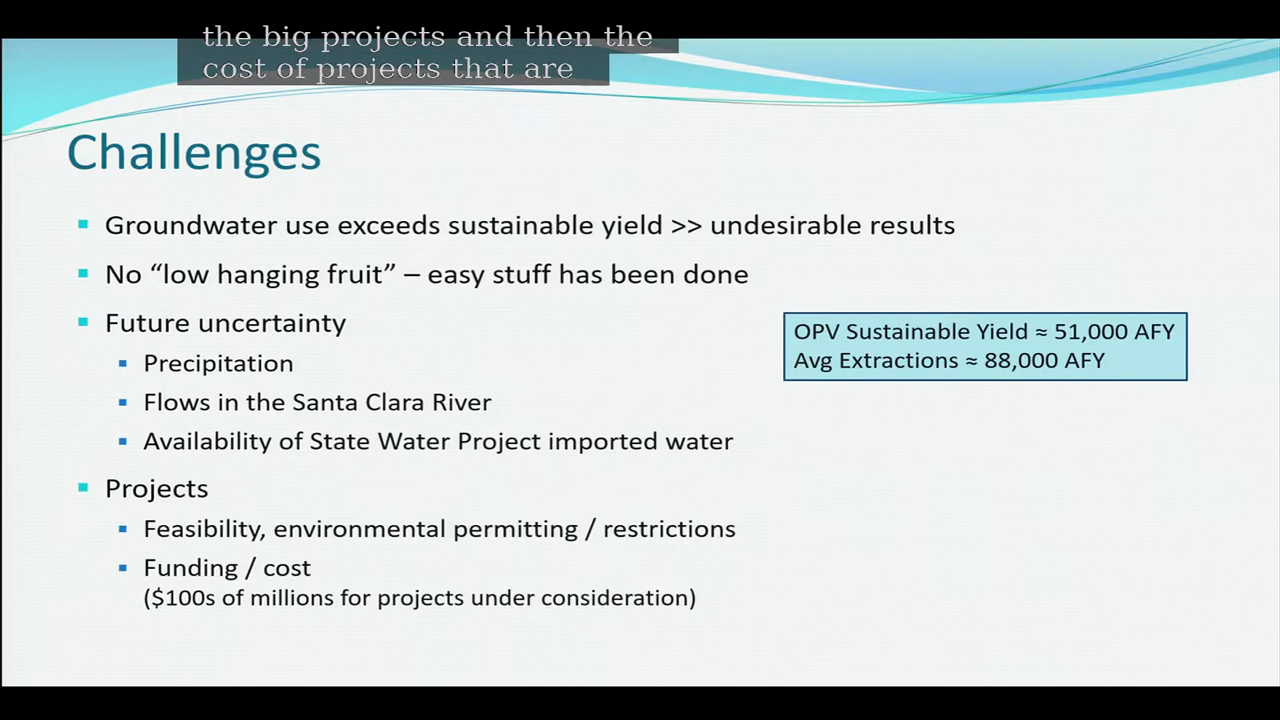 the big projects and then the
cost of projects that are
Challenges
▪ Groundwater use exceeds sustainable yield >> undesirable results
▪ No “low hanging fruit” – easy stuff has been done
▪ Future uncertainty
▪ Precipitation
▪ Flows in the Santa Clara River
▪ Availability of State Water Project imported water
OPV Sustainable Yield ≈ 51,000 AFY
Avg Extractions ≈ 88,000 AFY
▪ Projects
▪ Feasibility, environmental permitting / restrictions
▪ Funding / cost
($100s of millions for projects under consideration)